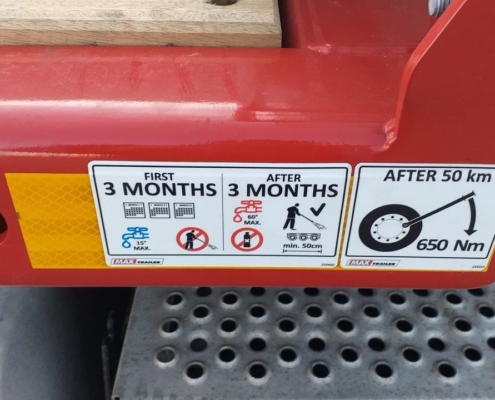 FIRST
3 MONTHS
15°
MAX.
MAX TRAILER
AFTER
3 MONTHS
60°
MAX.
min. 50cm
AFTER 50 km
650 Nm
MAX TRAILER